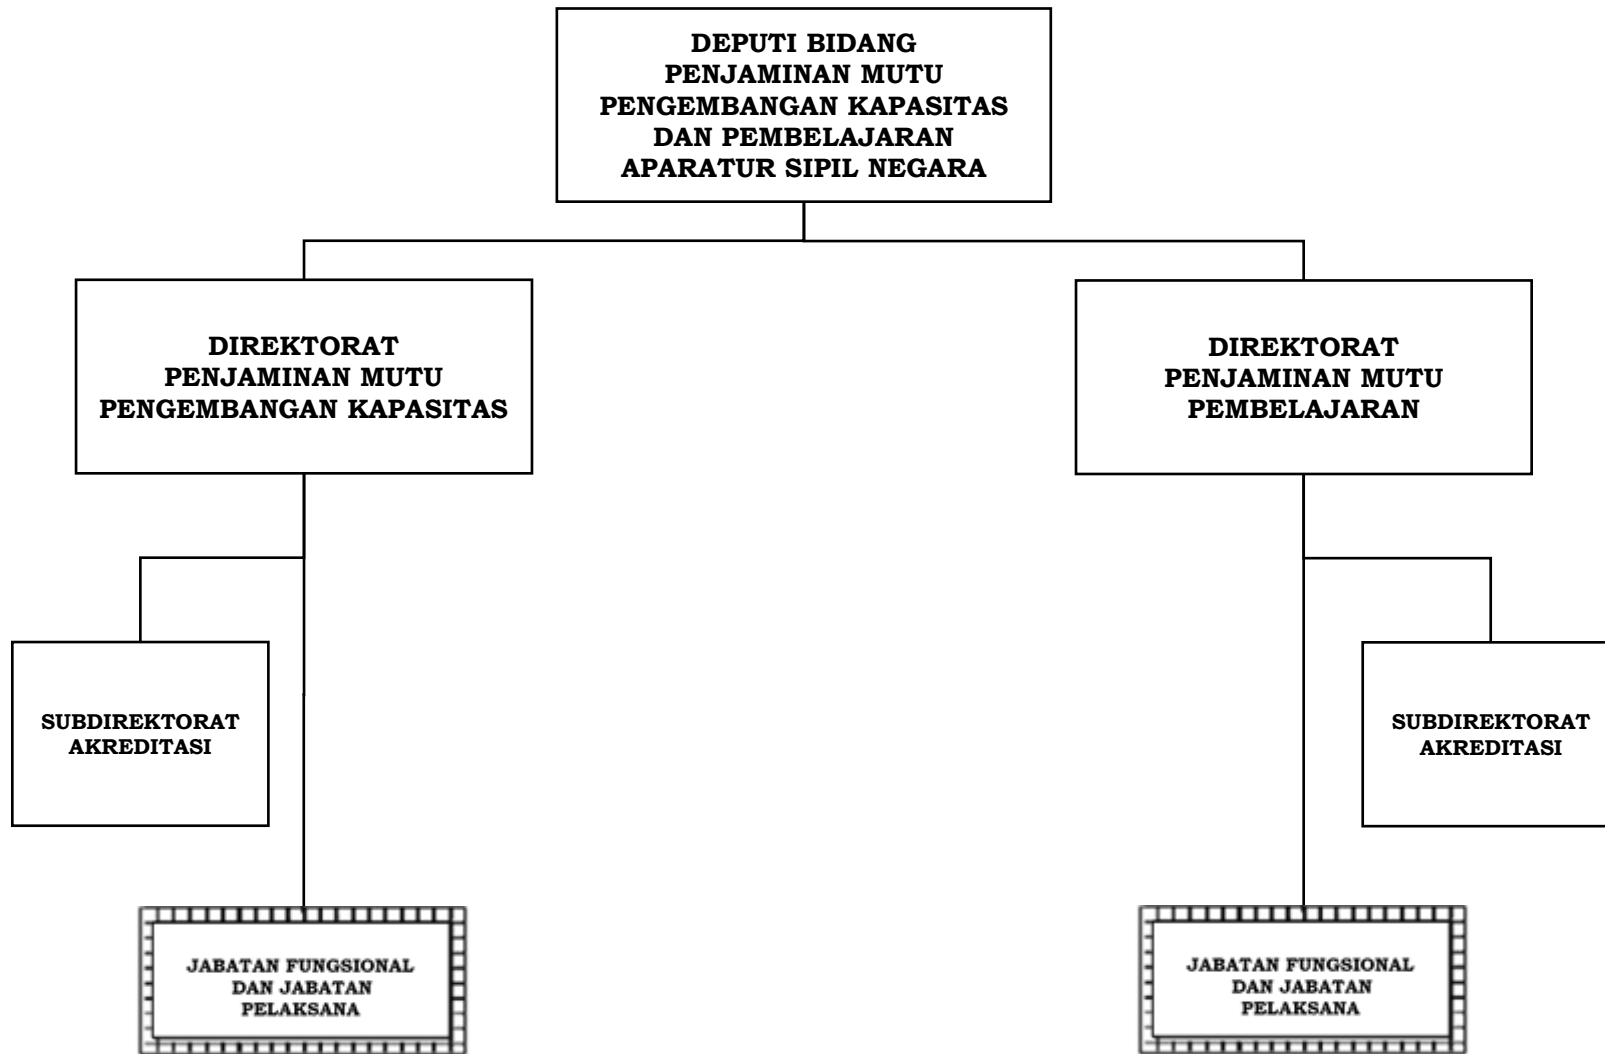 DEPUTI BIDANG
PENJAMINAN MUTU
PENGEMBANGAN KAPASITAS
DAN PEMBELAJARAN
APARATUR SIPIL NEGARA
DIREKTORAT
PENJAMINAN MUTU
PENGEMBANGAN KAPASITAS
DIREKTORAT
PENJAMINAN MUTU
PEMBELAJARAN
SUBDIREKTORAT
AKREDITASI
SUBDIREKTORAT
AKREDITASI
JABATAN FUNGSIONAL
DAN JABATAN
PELAKSANA
JABATAN FUNGSIONAL
DAN JABATAN
PELAKSANA